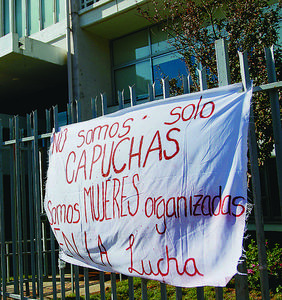 No somos solo
CAPUCHAS
Somos MUJERES organizadas
EN LA Lucha